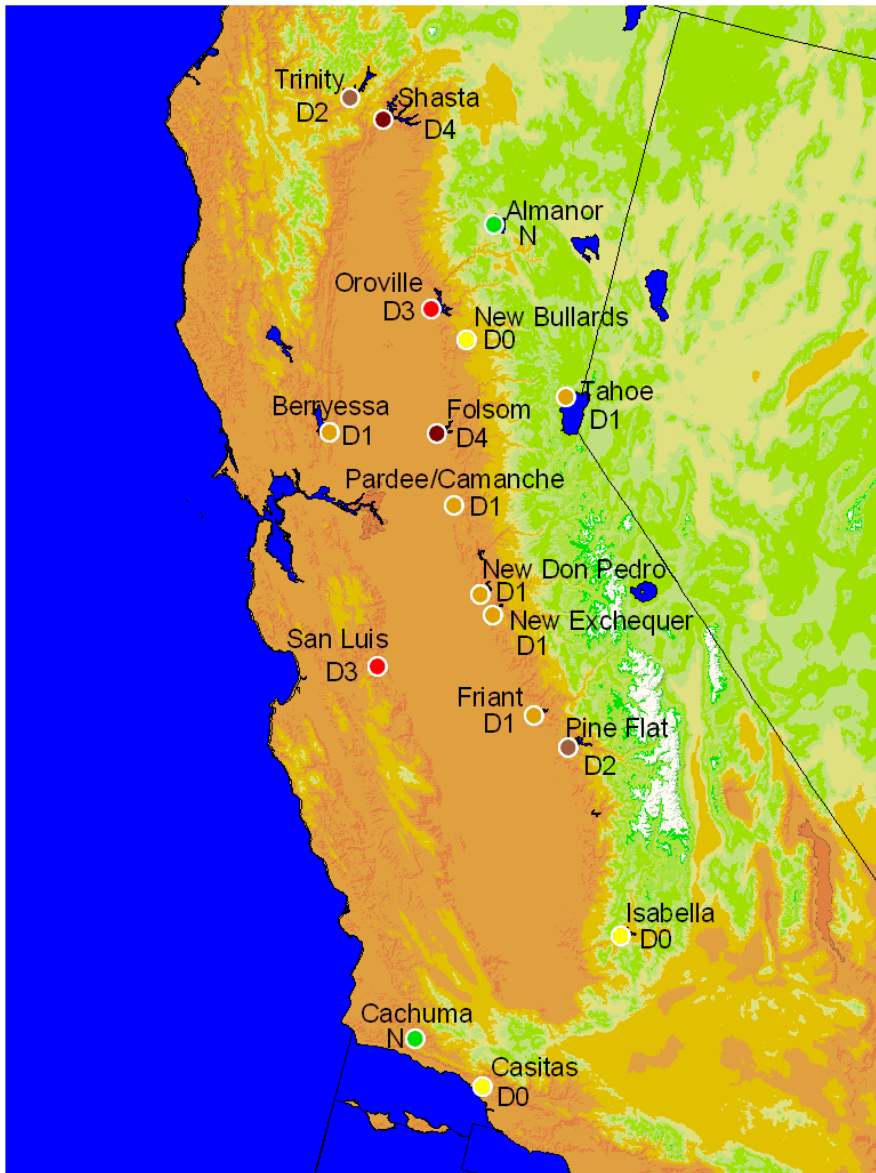 Trinity
D2
Shasta
D4
Almanor
N
Oroville
D3
New Bullards
D0
Tahoe
D1
Berryessa
D1
Folsom
D4
Pardee/Camanche
D1
New Don Pedro
D1
New Exchequer
D1
San Luis
D3
Friant
D1
Pine Flat
D2
Isabella
D0
Cachuma
N
Casitas
D0